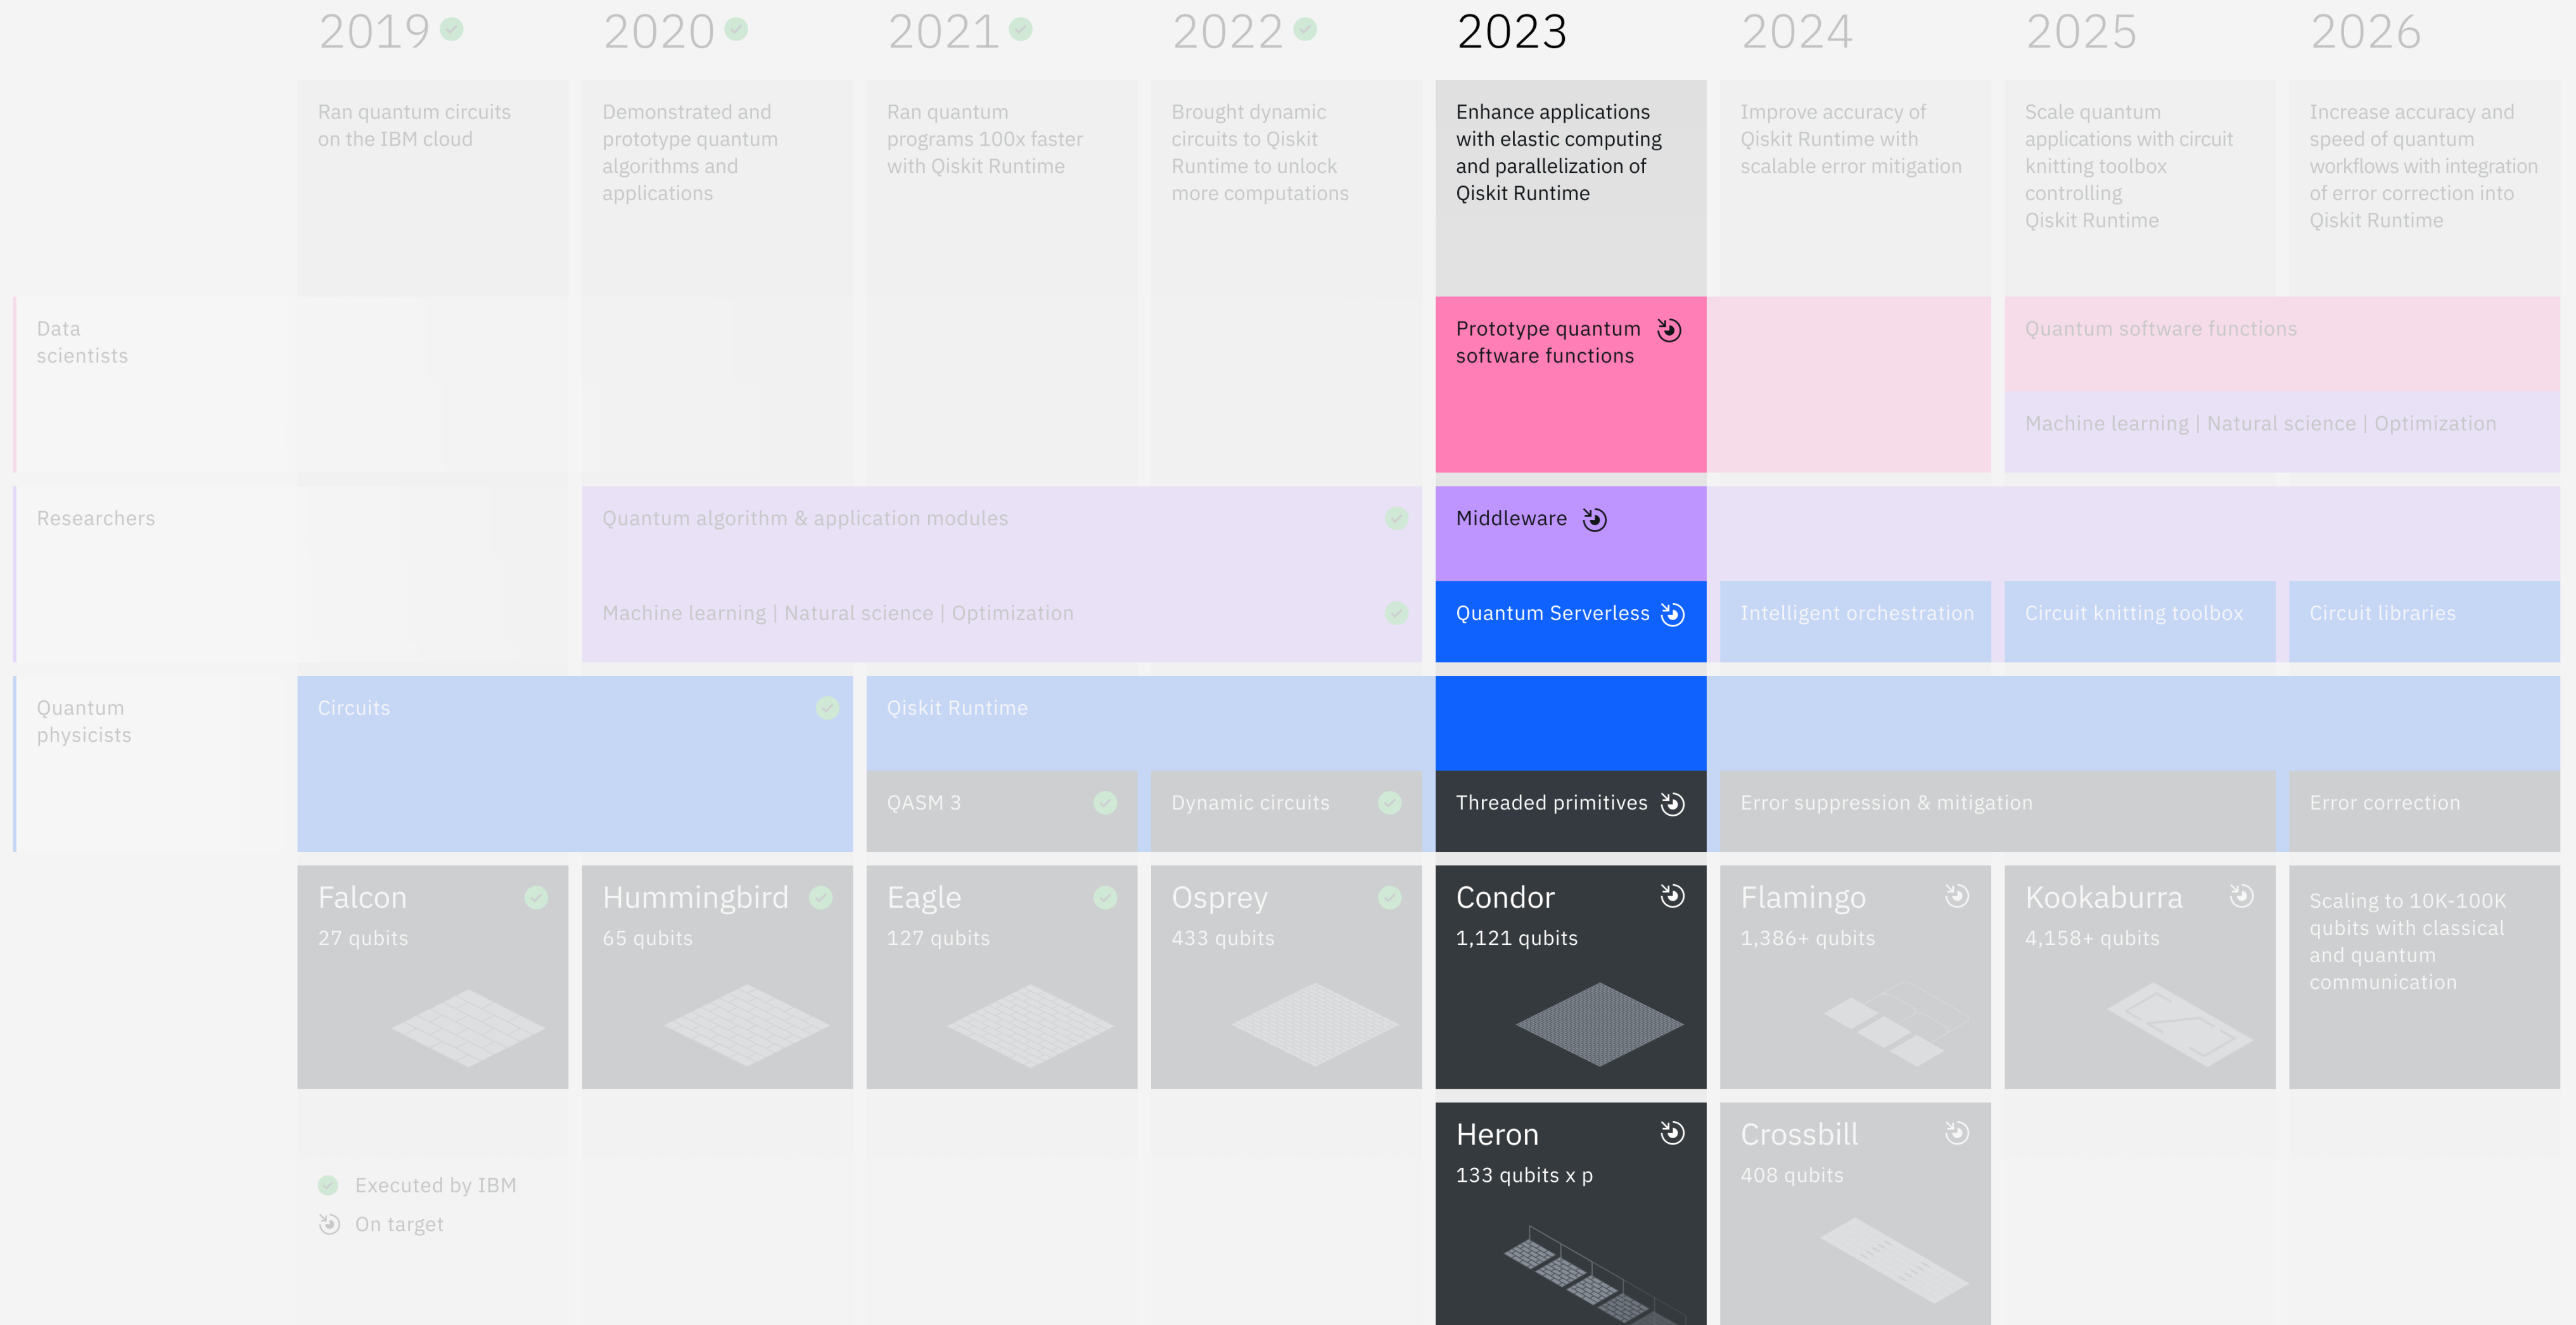 2019
2020
2021
2022
2023
2024
2025
2026
Ran quantum circuits
on the IBM cloud
Demonstrated and
prototype quantum
algorithms and
applications
Ran quantum
programs 100x faster
with Qiskit Runtime
Brought dynamic
circuits to Qiskit
Runtime to unlock
more computations
Enhance applications
with elastic computing
and parallelization of
Qiskit Runtime
Improve accuracy of
Qiskit Runtime with
scalable error mitigation
Scale quantum
applications with circuit
knitting toolbox
controlling
Qiskit Runtime
Increase accuracy and
speed of quantum
workflows with integration
of error correction into
Qiskit Runtime
Data
scientists
Prototype quantum
software functions
Quantum software functions
Machine learning | Natural science | Optimization
Researchers
Quantum algorithm & application modules
Machine learning | Natural science | Optimization
Middleware
Quantum Serverless
Intelligent orchestration
Circuit knitting toolbox
Circuit libraries
Quantum
physicists
Circuits
Qiskit Runtime
QASM 3
Dynamic circuits
Threaded primitives
Error suppression & mitigation
Error correction
Falcon
27 qubits
Hummingbird
65 qubits
Eagle
127 qubits
Osprey
433 qubits
Condor
1,121 qubits
Flamingo
1,386+ qubits
Kookaburra
4,158+ qubits
Scaling to 10K-100K
qubits with classical
and quantum
communication
Heron
133 qubits x p
Crossbill
408 qubits
Executed by IBM
On target